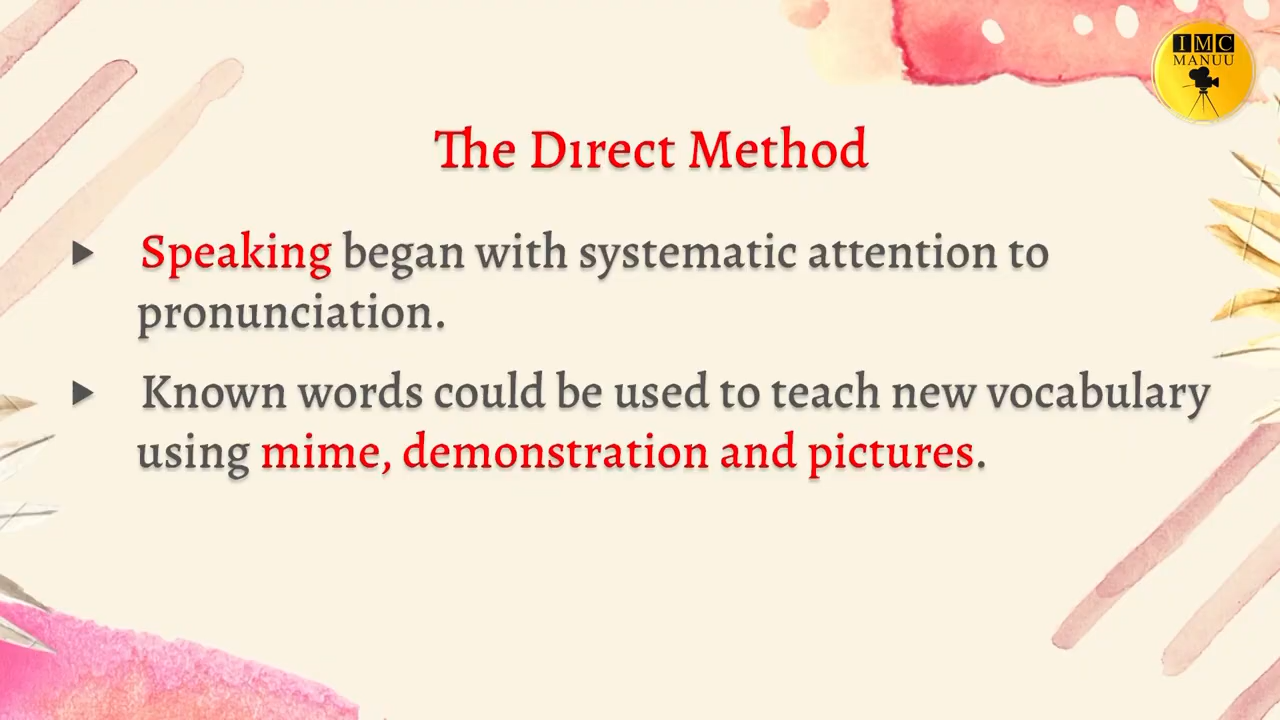 IMC
MANUU
The Dırect Method
Speaking began with systematic attention to
pronunciation.
Known words could be used to teach new vocabulary
using mime, demonstration and pictures.